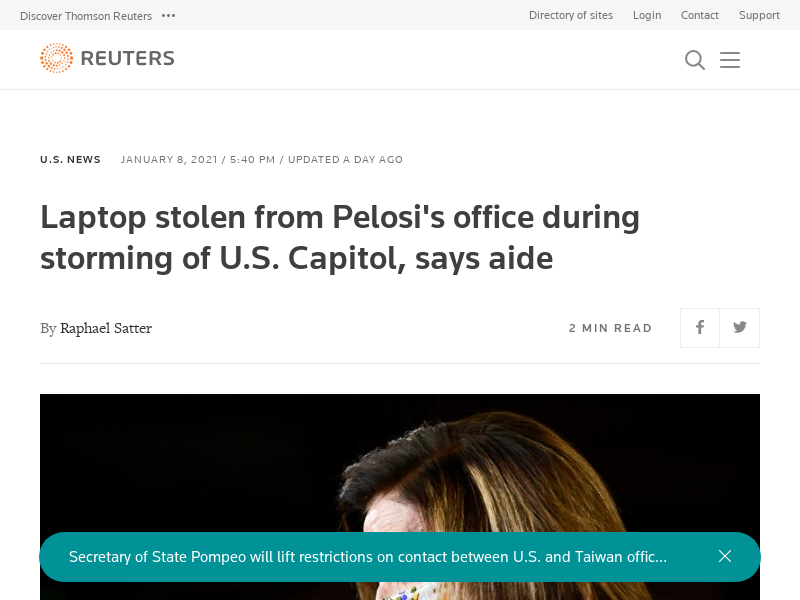 Discover Thomson Reuters •••
Directory of sites Login Contact Support
REUTERS
U.S. NEWS JANUARY 8, 2021 / 5:40 PM / UPDATED A DAY AGO
Laptop stolen from Pelosi's office during
storming of U.S. Capitol, says aide
By Raphael Satter
2 MIN READ
Secretary of State Pompeo will lift restrictions on contact between U.S. and Taiwan offic...